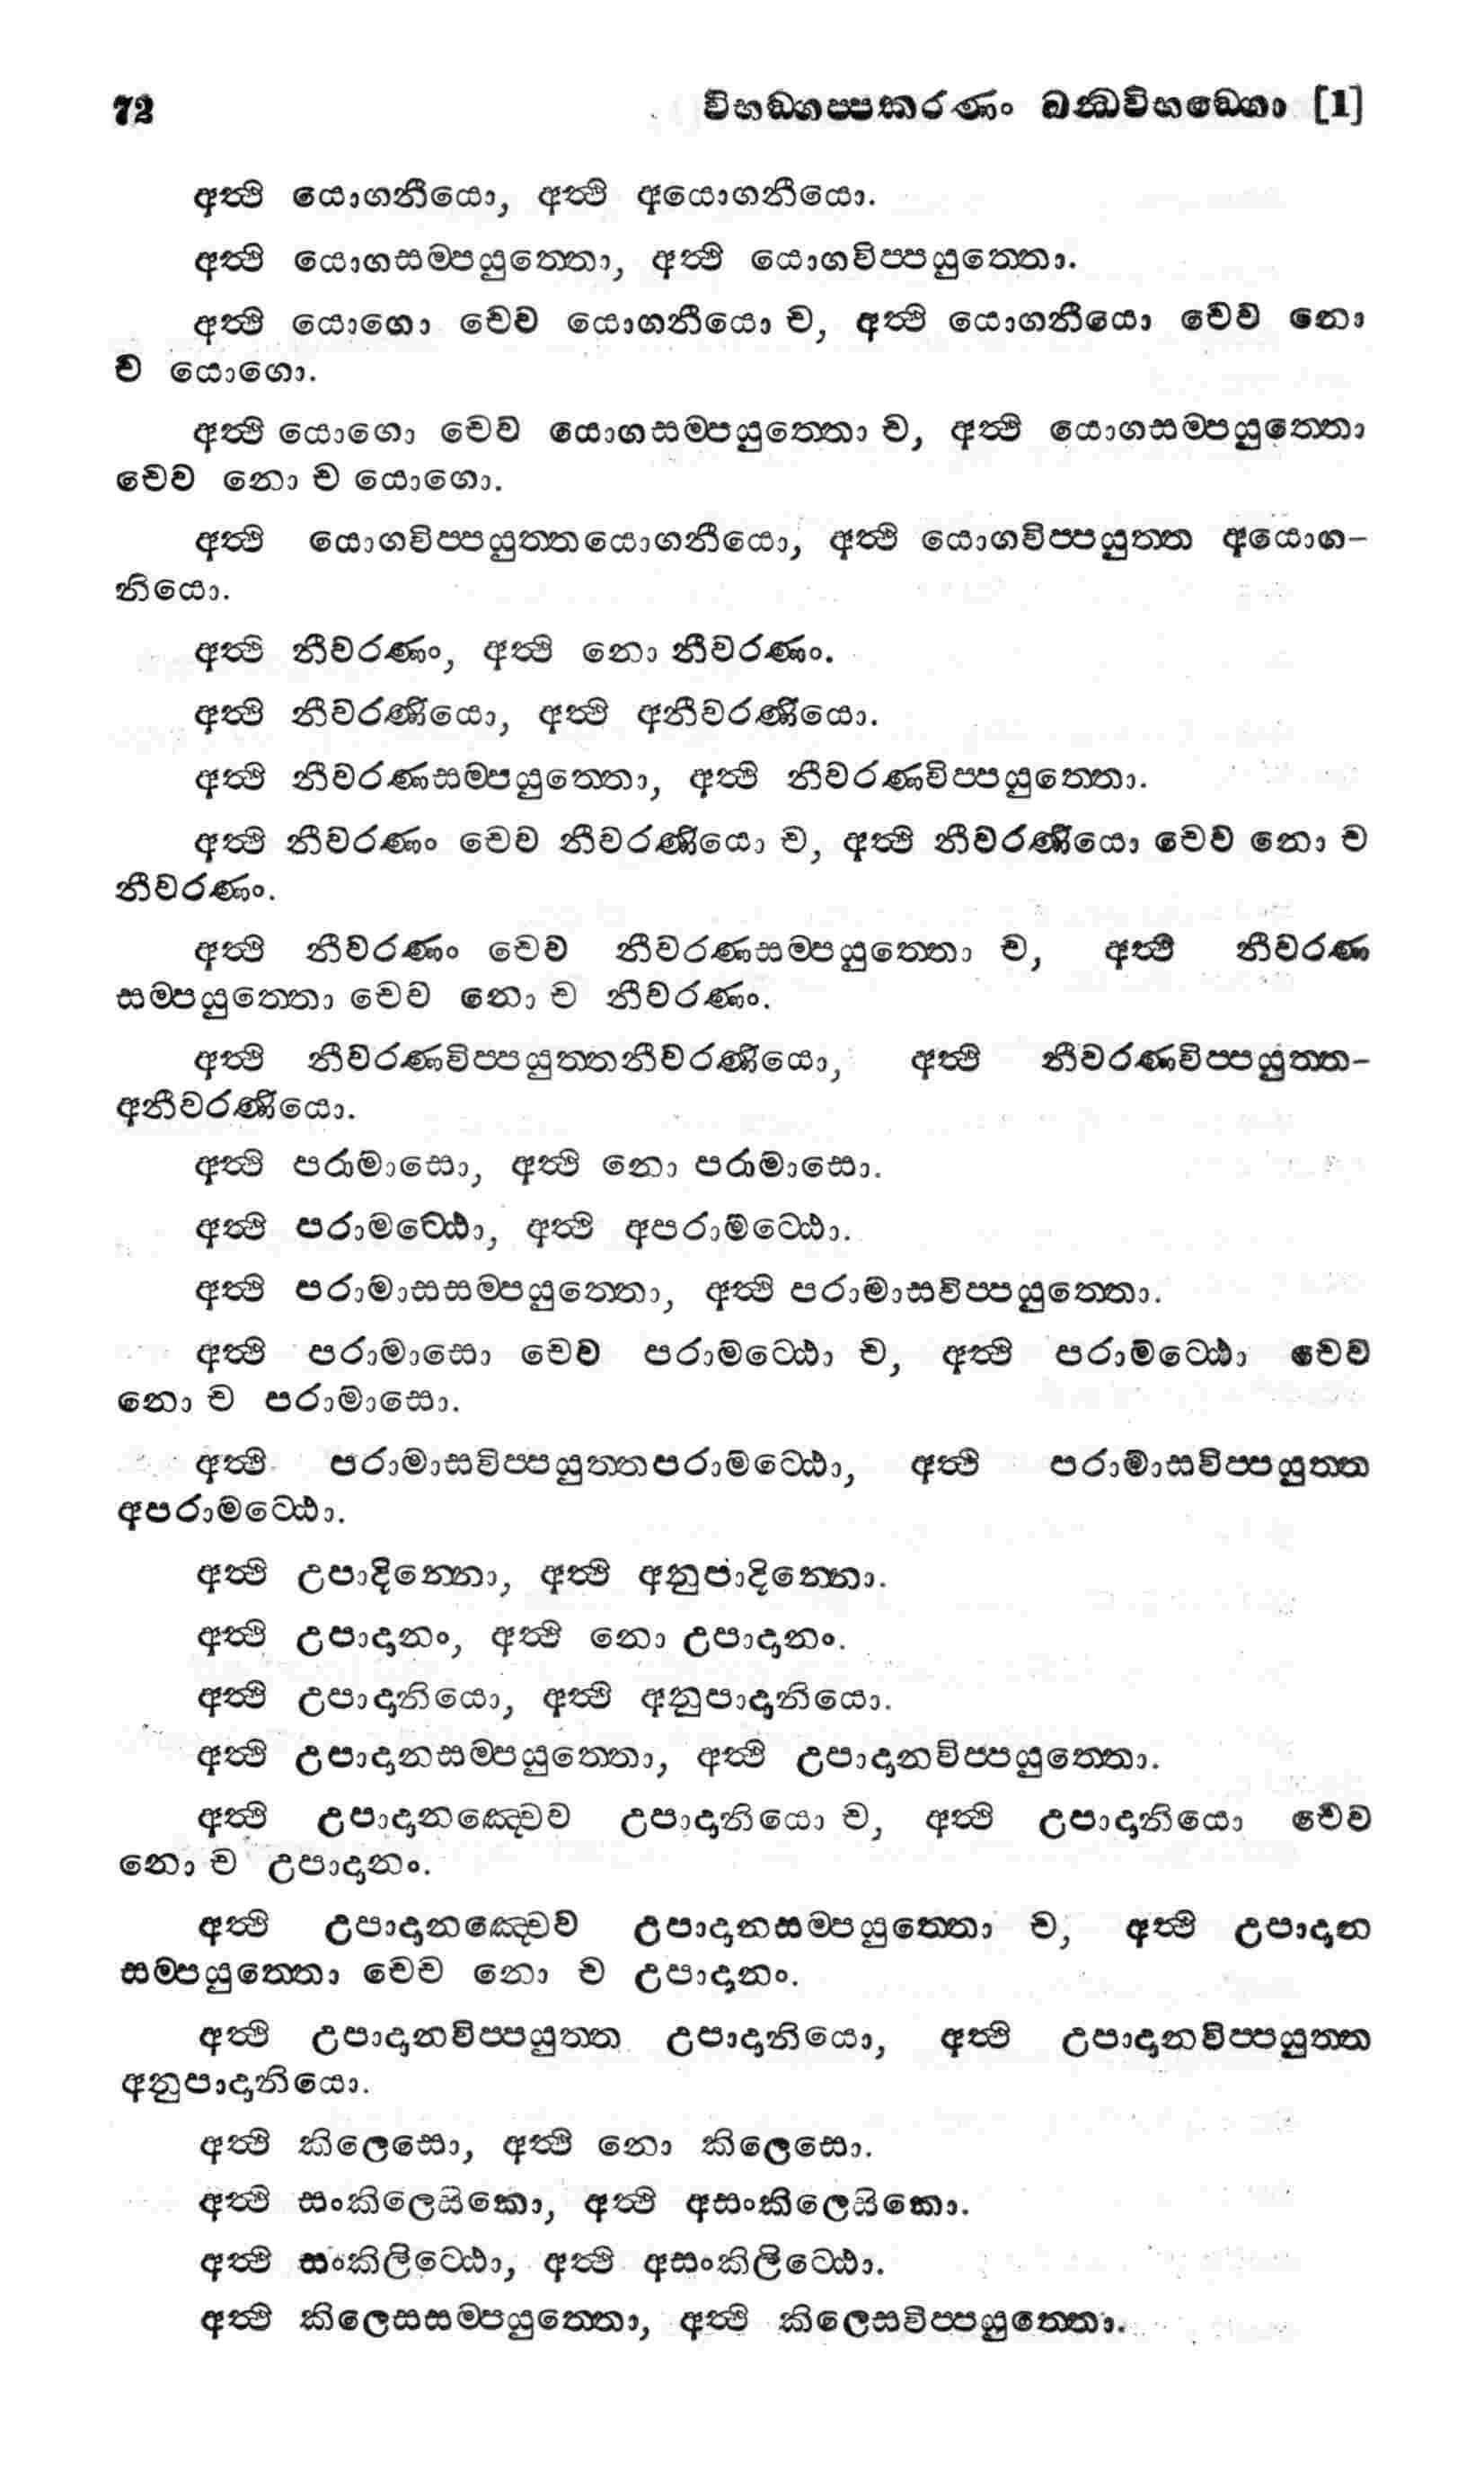 72 විභඞ්ගප්පකරණං ඛන්ධවිභඞ්ගො [1]
අත්ථි යොගනීයො, අත්ථි අයොගනීයො.
අත්ථි යොගසම්පයුත්තො, අත්ථි යොගවිප්පයුත්තො.
අත්ථි යොගො චෙව යොගනීයො ච, අත්ථි යොගනීයො චෙව නො
ච යොගො.
අත්ථි යොගො චෙව යොගසම්පයුත්තො ච, අත්ථි යොගසම්පයුත්තො
චෙව නො ච යොගො.
අත්ථි යොගවිප්පයුත්තයොගනීයො, අත්ථි යොගවිප්පයුත්ත අයොග-
නියො.
අත්ථි නීවරණං, අත්ථි නො නීවරණං.
අත්ථි නීවරණියො, අත්ථි අනීවරණියො.
අත්ථි නීවරණසම්පයුත්තො, අත්ථි නීවරණවිප්පයුත්තො.
අත්ථි නීවරණං චෙව නීවරණියො ච, අත්ථි නීවරණියො චෙව නො ච
නීවරණං.
අත්ථි නීවරණං චෙව නීවරණසම්පයුත්තො ච, අත්ථි නීවරණ
සම්පයුත්තො චෙව නො ච නීවරණං.
අත්ථි නීවරණවිප්පයුත්තනීවරණියො, අත්ථි නීවරණවිප්පයුත්ත-
අනීවරණියො.
අත්ථි පරාමාසො, අත්ථි නො පරාමාසො.
අත්ථි පරාමට්ඨො, අත්ථි අපරාමට්ඨො.
අත්ථි පරාමාසසම්පයුත්තො, අත්ථි පරාමාසවිප්පයුත්තො.
අත්ථි පරාමාසො චෙව පරාමට්ඨො ච, අත්ථි පරාමට්ඨො චෙව
නො ච පරාමාසො.
අත්ථි පරාමාසවිප්පයුත්තපරාමට්ඨො, අත්ථි පරාමාසවිප්පයුත්ත
අපරාමට්ඨො.
අත්ථි උපාදින්නො, අත්ථි අනුපාදින්නො.
අත්ථි උපාදානං, අත්ථි නො උපාදානං.
අත්ථි උපාදානියො, අත්ථි අනුපාදානියො.
අත්ථි උපාදානසම්පයුත්තො, අත්ථි උපාදානවිප්පයුත්තො.
අත්ථි උපාදානඤ්චෙව උපාදානියො ච, අත්ථි උපාදානියො චෙව
නො ච උපාදානං.
අත්ථි උපාදානඤ්චෙව උපාදානසම්පයුත්තො ච, අත්ථි උපාදාන
සම්පයුත්තො චෙව නො ච උපාදානං.
අත්ථි උපාදානවිප්පයුත්ත උපාදානියො, අත්ථි උපාදානවිප්පයුත්ත
අනුපාදානියො.
අත්ථි කිලෙසො, අත්ථි නො කිලෙසො.
අත්ථි සංකිලෙසිකො, අත්ථි අසංකිලෙසිකො.
අත්ථි සංකිලිට්ඨො, අත්ථි අසංකිලිට්ඨො.
අත්ථි කිලෙසසම්පයුත්තො, අත්ථි කිලෙසවිප්පයුත්තො.